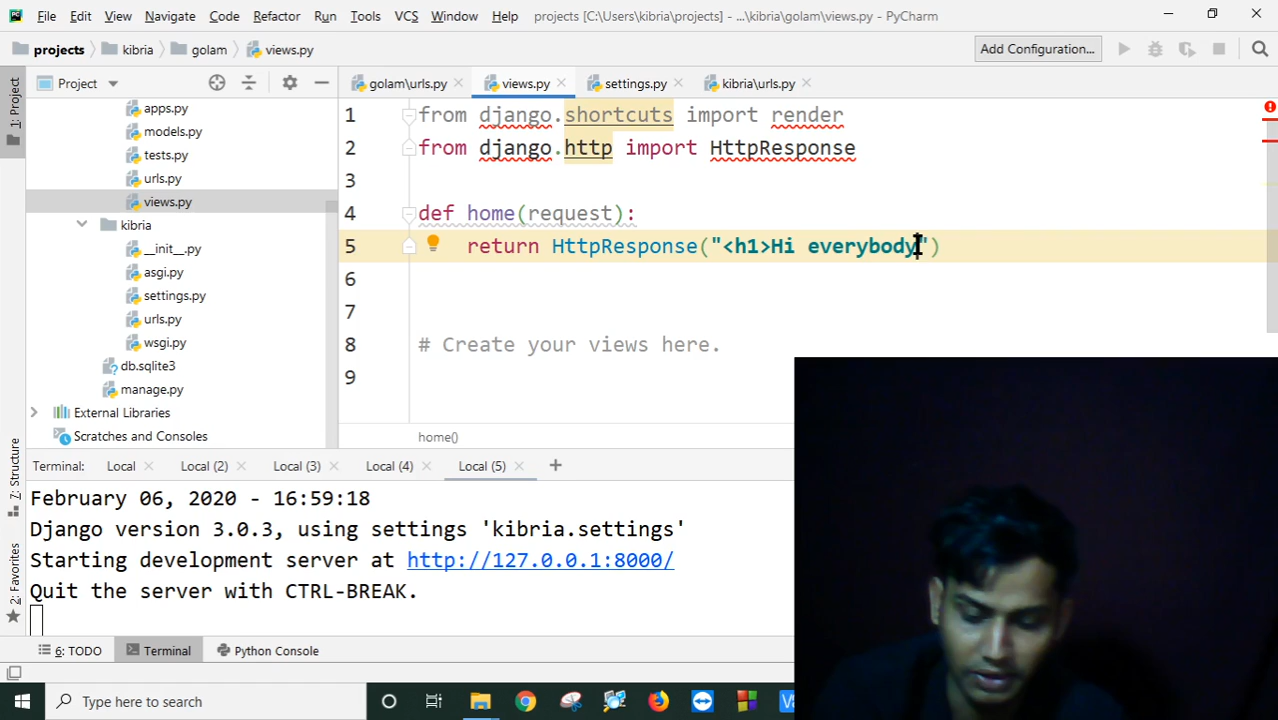 File Edit View Navigate Code Refactor Run Tools VCS Window Help projects [C:\Users\kibria\projects] - ...\kibria\golam\views.py - PyCharm
projects kibria golam views.py Add Configuration...
Project golam\urls.py views.py settings.py kibria\urls.py
1: Project
apps.py
models.py
tests.py
urls.py
views.py
kibria
__init__.py
asgi.py
settings.py
urls.py
wsgi.py
db.sqlite3
manage.py
External Libraries
Scratches and Consoles
1 from django.shortcuts import render
2 from django.http import HttpResponse
3
4 def home(request):
5 return HttpResponse("<h1>Hi everybody")
6
7
8 # Create your views here.
9
home()
7: Structure
2: Favorites
Terminal: Local Local (2) Local (3) Local (4) Local (5)
February 06, 2020 - 16:59:18
Django version 3.0.3, using settings 'kibria.settings'
Starting development server at http://127.0.0.1:8000/
Quit the server with CTRL-BREAK.
6: TODO Terminal Python Console
Type here to search